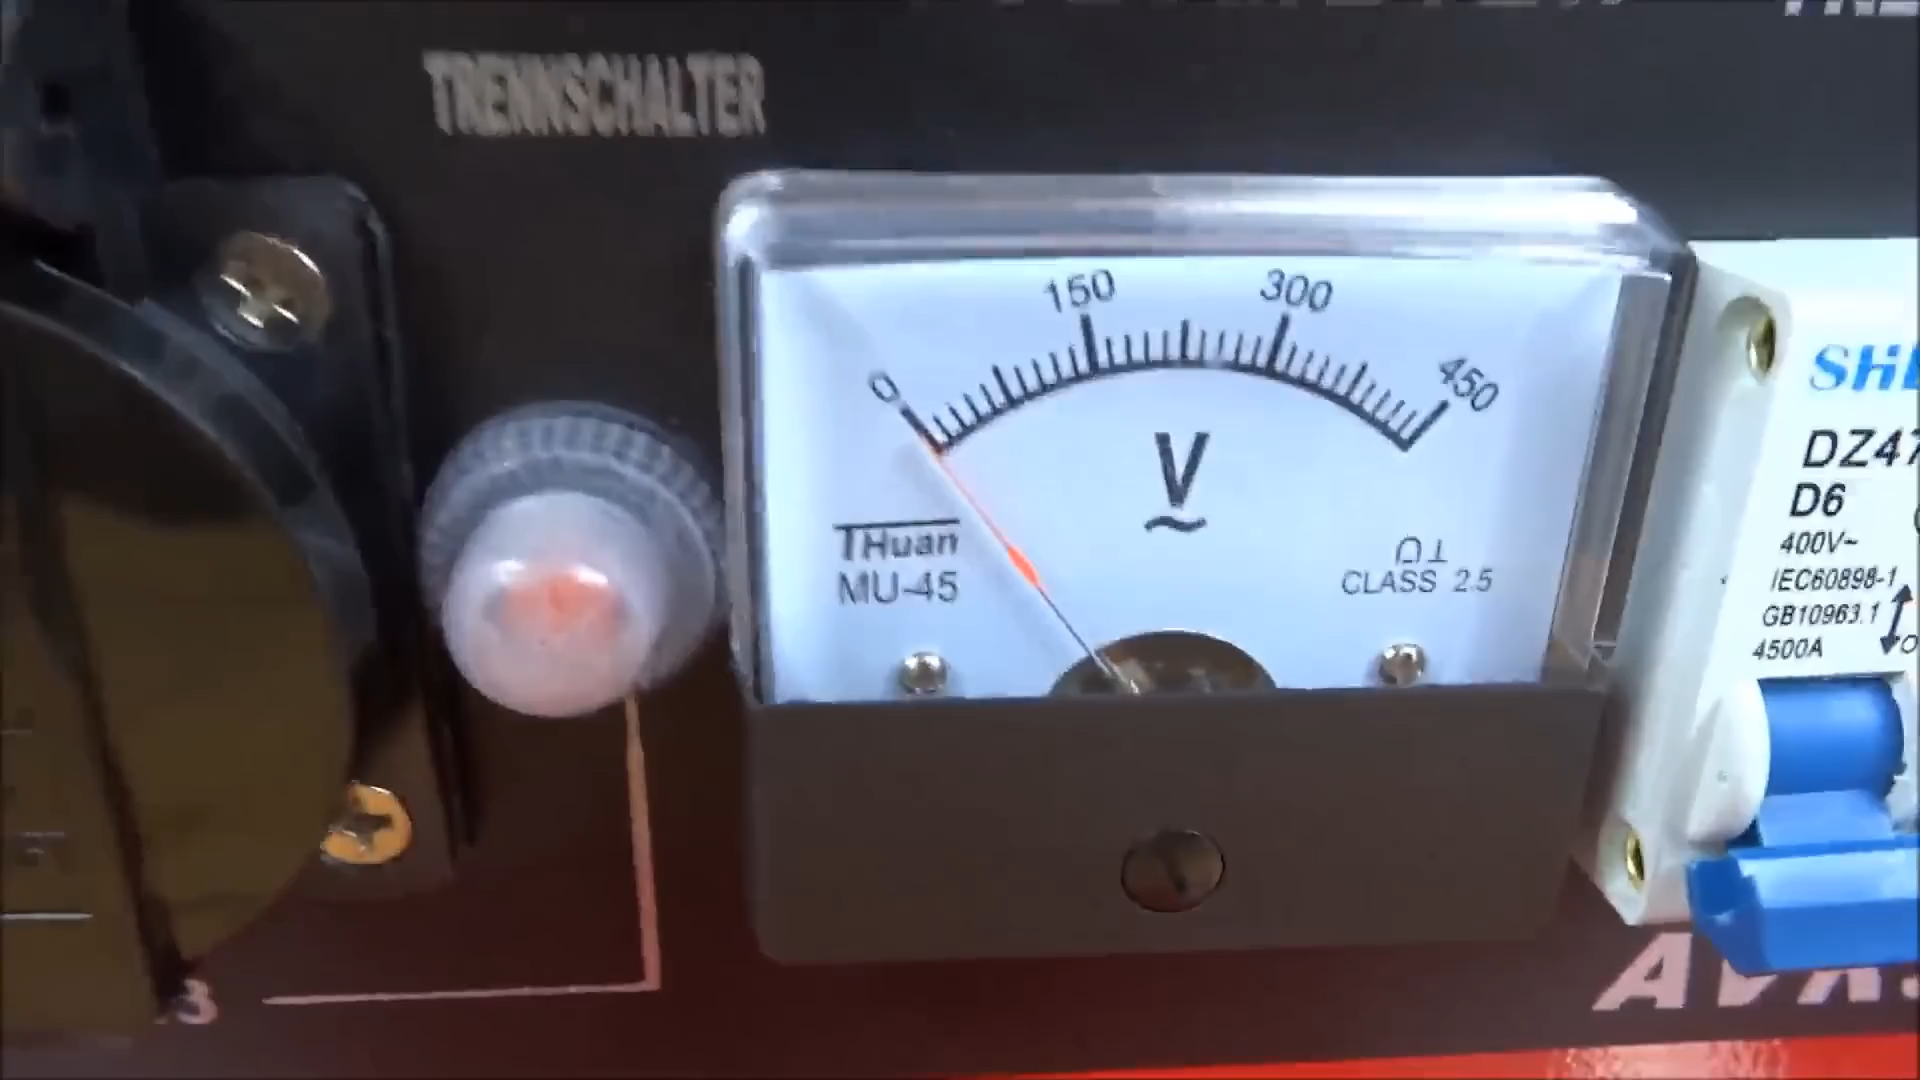 TRENNSCHALTER
0
150
300
450
V
~
THuan
MU-45
CLASS 2.5
DZ47
D6
400V~
IEC60898-1
GB10963.1
4500A
3